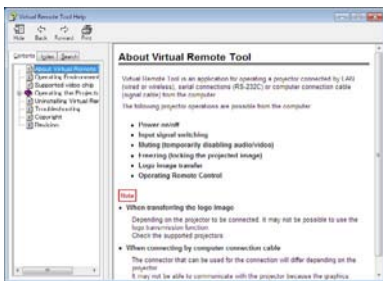 Virtual Remote Tool Help
Hide Back Forward Print
Contents Index Search
About Virtual Remote
Operating Environment
Supported video chip
Operating the Projecto
Uninstalling Virtual Rer
Troubleshooting
Copyright
Revision
About Virtual Remote Tool
Virtual Remote Tool is an application for operating a projector connected by LAN
(wired or wireless), serial connections (RS-232C) or computer connection cable
(signal cable) from the computer.
The following projector operations are possible from the computer
• Power on/off
• Input signal switching
• Muting (temporarily disabling audio/video)
• Freezing (locking the projected image)
• Logo image transfer
• Operating Remote Control
Note
• When transferring the logo image
Depending on the projector to be connected, it may not be possible to use the
logo transmission function.
Check the supported projectors.
• When connecting by computer connection cable
The connector that can be used for the connection will differ depending on the
projector.
It may not be able to communicate with the projector because the graphics